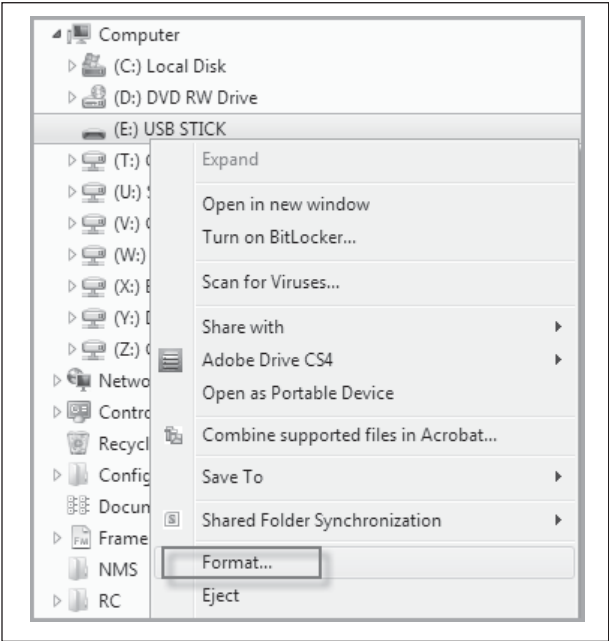 Computer
(C:) Local Disk
(D:) DVD RW Drive
(E:) USB STICK
(T:)
(U:)
(V:)
(W:)
(X:)
(Y:)
(Z:)
Contro
Recycl
Config
Docum
Frame
FM
NMS
RC
Expand
Open in new window
Turn on BitLocker...
Scan for Viruses...
Share with
Adobe Drive CS4
Open as Portable Device
Combine supported files in Acrobat...
Save To
S
Shared Folder Synchronization
Format...
Eject